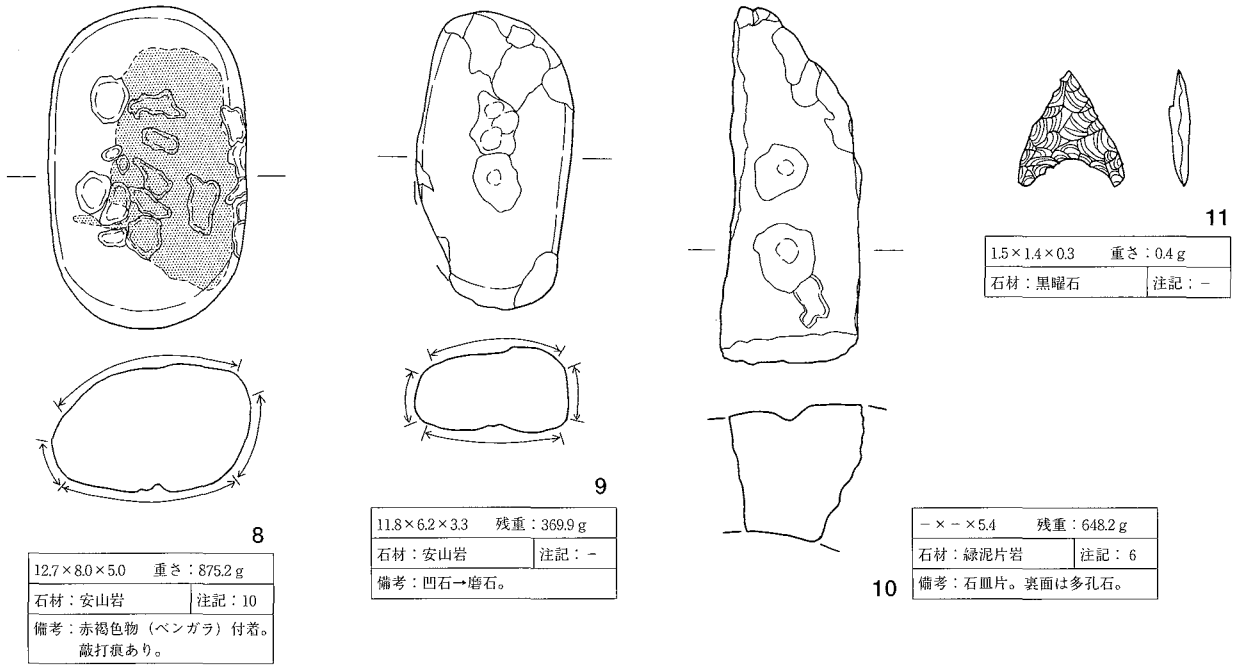 8
12.7×8.0×5.0 重さ：875.2g
石材：安山岩 注記：10
備考：赤褐色物（ベンガラ）付着。
敲打痕あり。
9
11.8×6.2×3.3 残重：369.9g
石材：安山岩 注記：－
備考：凹石→磨石。
10
－×－×5.4 残重：648.2g
石材：緑泥片岩 注記：6
備考：石皿片。裏面は多孔石。
11
1.5×1.4×0.3 重さ：0.4g
石材：黒曜石 注記：－